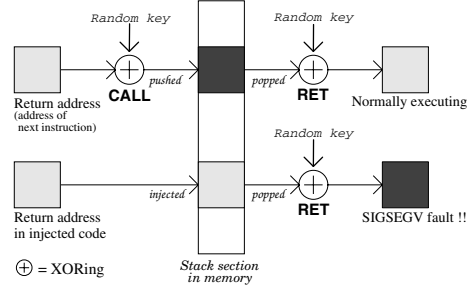 Random key
Random key
pushed
popped
CALL
RET
Return address
(address of
next instruction)
Normally executing
Random key
injected
popped
RET
Return address
in injected code
SIGSEGV fault !!
⊕ = XORing
Stack section
in memory